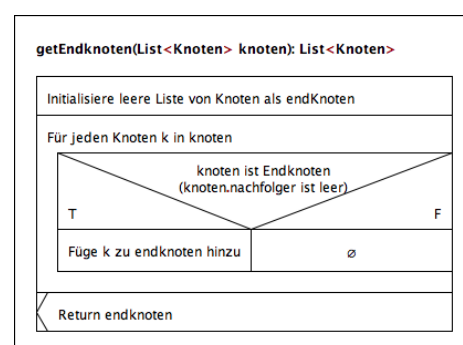 getEndknoten(List<Knoten> knoten): List<Knoten>
Initialisiere leere Liste von Knoten als endKnoten
Für jeden Knoten k in knoten
knoten ist Endknoten
(knoten.nachfolger ist leer)
T
F
Füge k zu endknoten hinzu
ø
Return endknoten